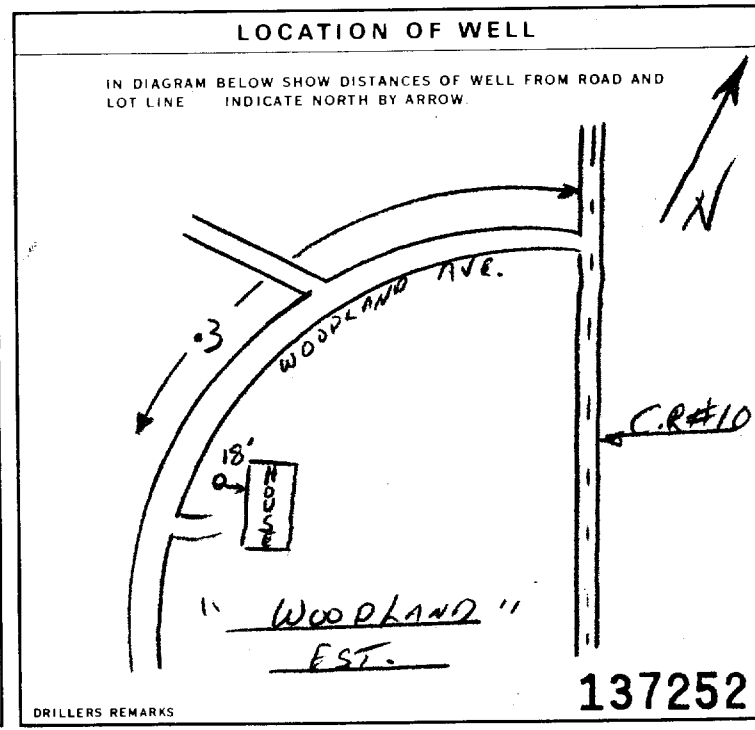 LOCATION OF WELL
IN DIAGRAM BELOW SHOW DISTANCES OF WELL FROM ROAD AND
LOT LINE INDICATE NORTH BY ARROW.
N
WOODLAND AVE.
.3
C.R#10
18'
HOUSE
"WOODLAND"
EST.
137252
DRILLERS REMARKS